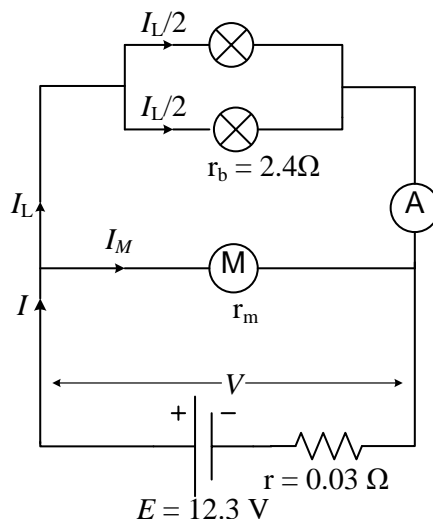 I_L/2
I_L/2
r_b = 2.4Ω
A
I_L
I_M
M
I
r_m
V
+ −
r = 0.03 Ω
E = 12.3 V